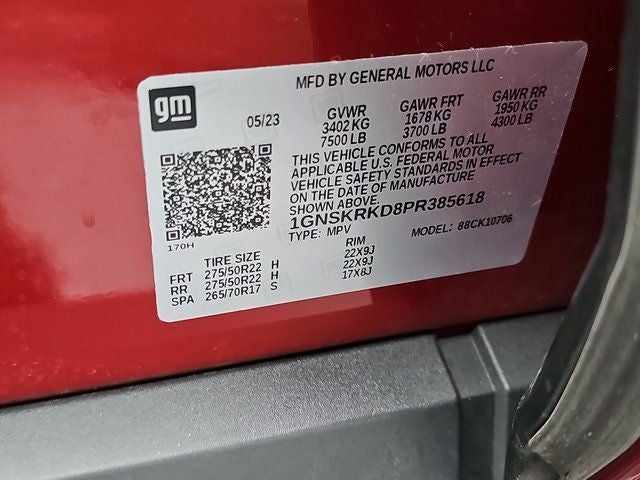 MFD BY GENERAL MOTORS LLC
gm
05/23
GVWR
3402 KG
7500 LB
GAWR FRT
1678 KG
3700 LB
GAWR RR
1950 KG
4300 LB
THIS VEHICLE CONFORMS TO ALL
APPLICABLE U.S. FEDERAL MOTOR
VEHICLE SAFETY STANDARDS IN EFFECT
ON THE DATE OF MANUFACTURE
SHOWN ABOVE.
1GNSKRKD8PR385618
TYPE: MPV MODEL: 88CK10706
170H
TIRE SIZE RIM
FRT 275/50R22 H 22X9J
RR 275/50R22 H 22X9J
SPA 265/70R17 S 17X8J